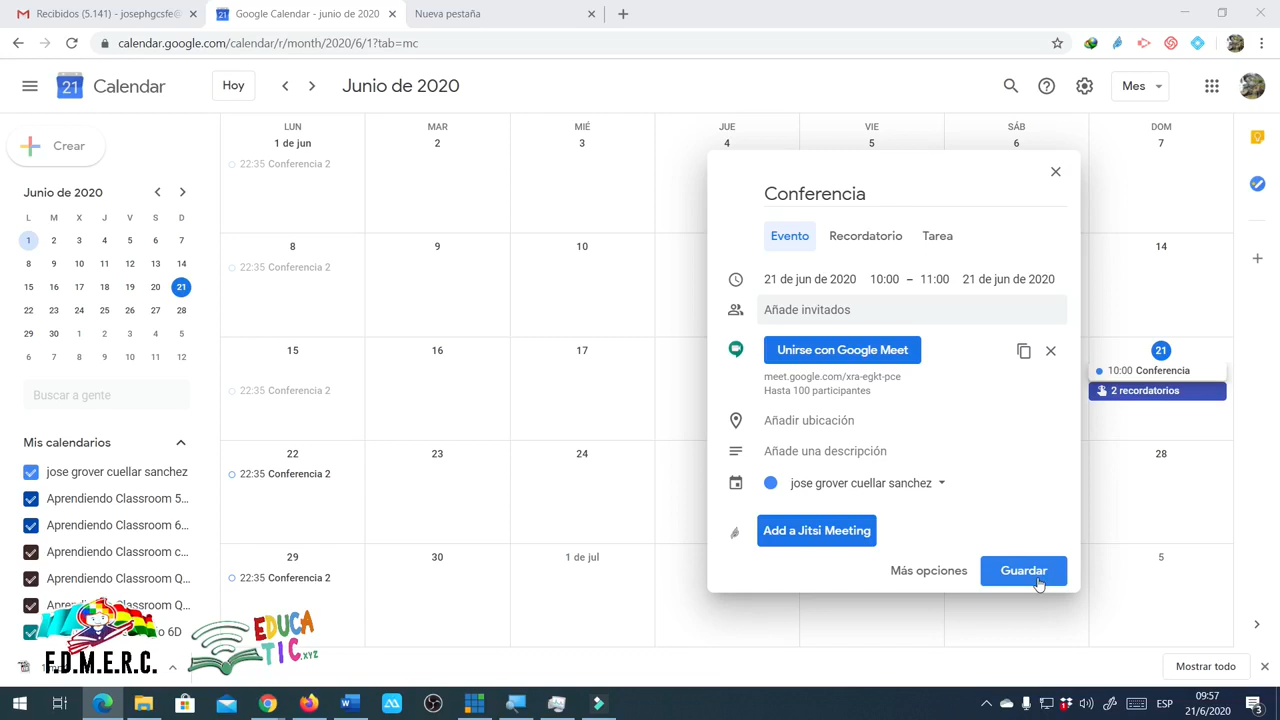 Recibidos (5.141) - josephgcsfe@
Google Calendar - junio de 2020
Nueva pestaña
calendar.google.com/calendar/r/month/2020/6/1?tab=mc
21 Calendar
Hoy
Junio de 2020
Mes
Crear
LUN MAR MIÉ JUE VIE SÁB DOM
1 de jun 2 3 4 5 6 7
22:35 Conferencia 2
Junio de 2020
L M X J V S D
1 2 3 4 5 6 7
8 9 10 11 12 13 14
15 16 17 18 19 20 21
22 23 24 25 26 27 28
29 30 1 2 3 4 5
6 7 8 9 10 11 12
Buscar a gente
Mis calendarios
jose grover cuellar sanchez
Aprendiendo Classroom 5...
Aprendiendo Classroom 6...
Aprendiendo Classroom c...
Aprendiendo Classroom Q...
Aprendiendo Classroom Q...
6D
8 9 10 14
22:35 Conferencia 2
15 16 17 21
22:35 Conferencia 2
10:00 Conferencia
2 recordatorios
22 23 24 28
22:35 Conferencia 2
29 30 1 de jul 5
22:35 Conferencia 2
Conferencia
Evento Recordatorio Tarea
21 de jun de 2020 10:00 – 11:00 21 de jun de 2020
Añade invitados
Unirse con Google Meet
meet.google.com/xra-egkt-pce
Hasta 100 participantes
Añadir ubicación
Añade una descripción
jose grover cuellar sanchez
Add a Jitsi Meeting
Más opciones Guardar
F.D.M.E.R.C.
EDUCA
TIC.xyz
Mostrar todo
ESP
09:57
21/6/2020
3